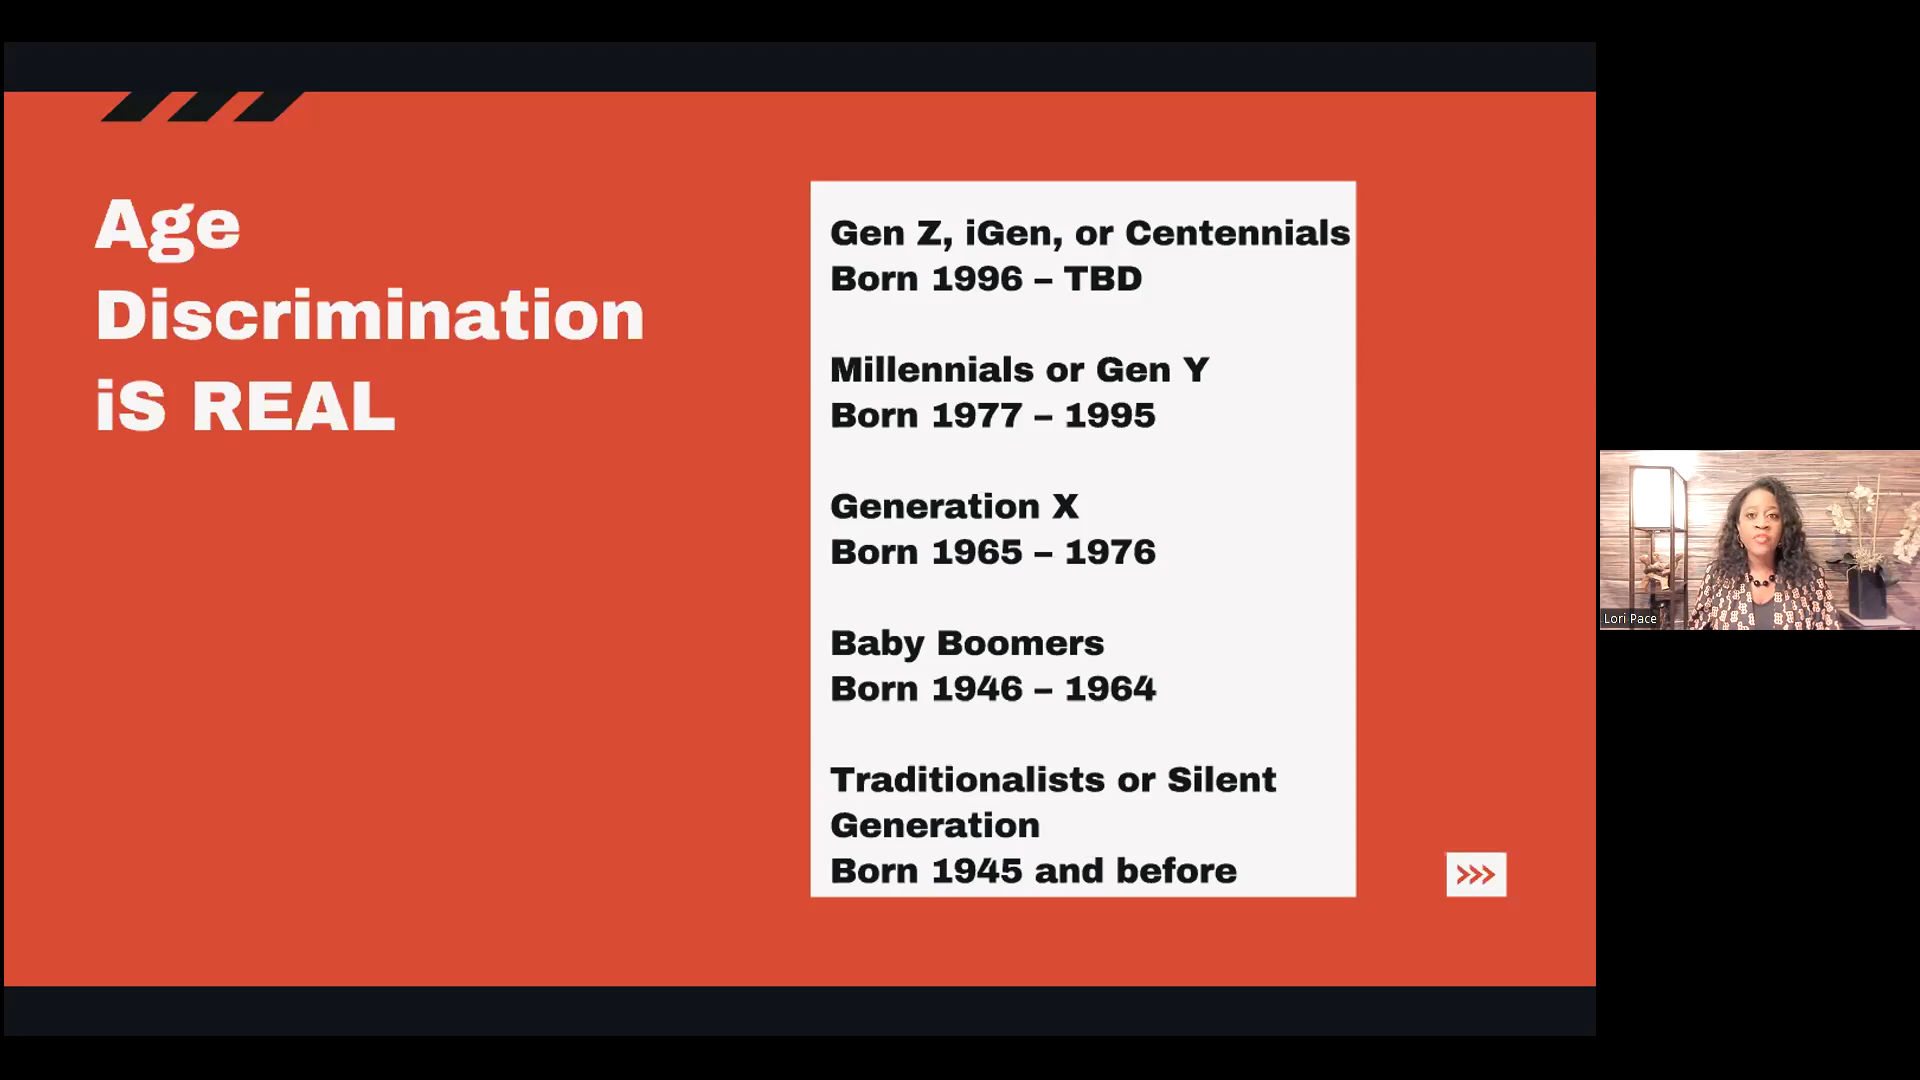 Age
Discrimination
iS REAL
Gen Z, iGen, or Centennials
Born 1996 – TBD
Millennials or Gen Y
Born 1977 – 1995
Generation X
Born 1965 – 1976
Baby Boomers
Born 1946 – 1964
Traditionalists or Silent
Generation
Born 1945 and before
Lori Pace